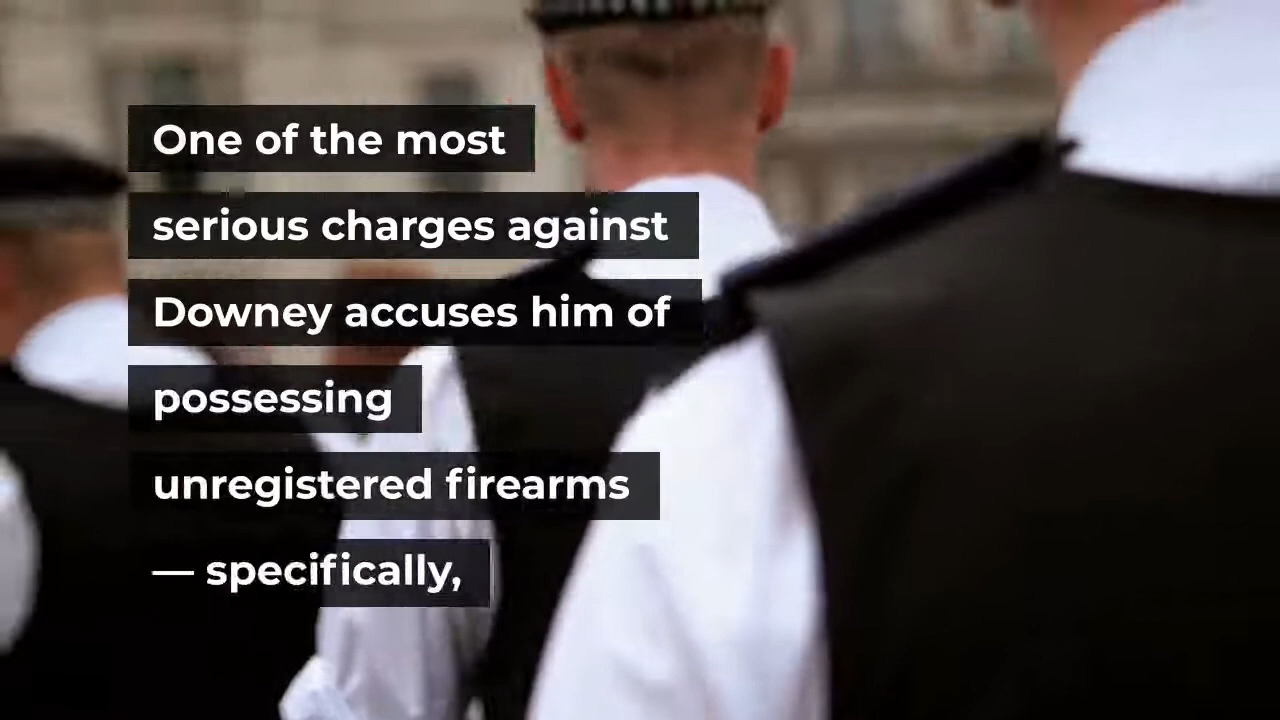 One of the most
serious charges against
Downey accuses him of
possessing
unregistered firearms
— specifically,